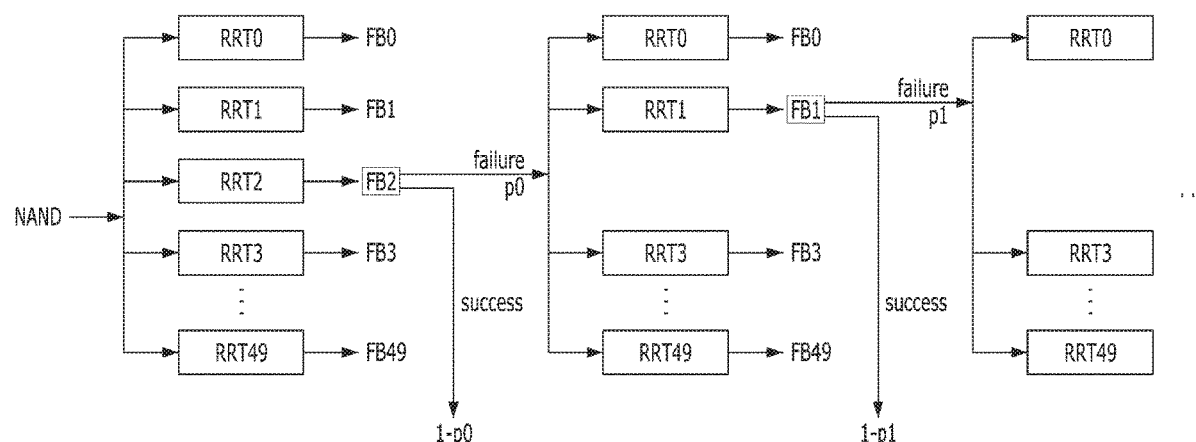 NAND
RRT0
FB0
RRT1
FB1
RRT2
FB2
RRT3
FB3
RRT49
FB49
failure
p0
success
1-p0
RRT0
FB0
RRT1
FB1
RRT3
FB3
RRT49
FB49
failure
p1
success
1-p1
RRT0
RRT3
RRT49